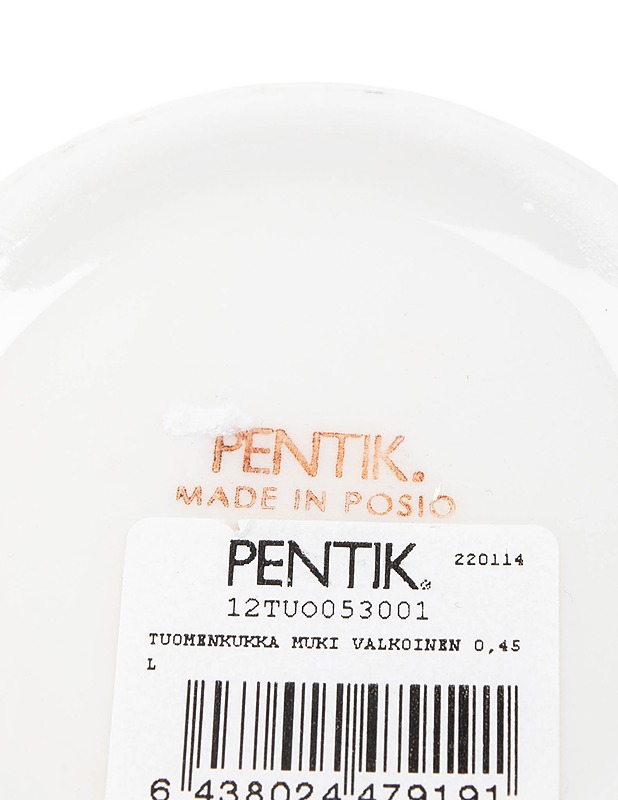 PENTIK.
MADE IN POSIO
PENTIK®
220114
12TUO053001
TUOMENKUKKA MUKI VALKOINEN 0,45
L
6 438024 479191